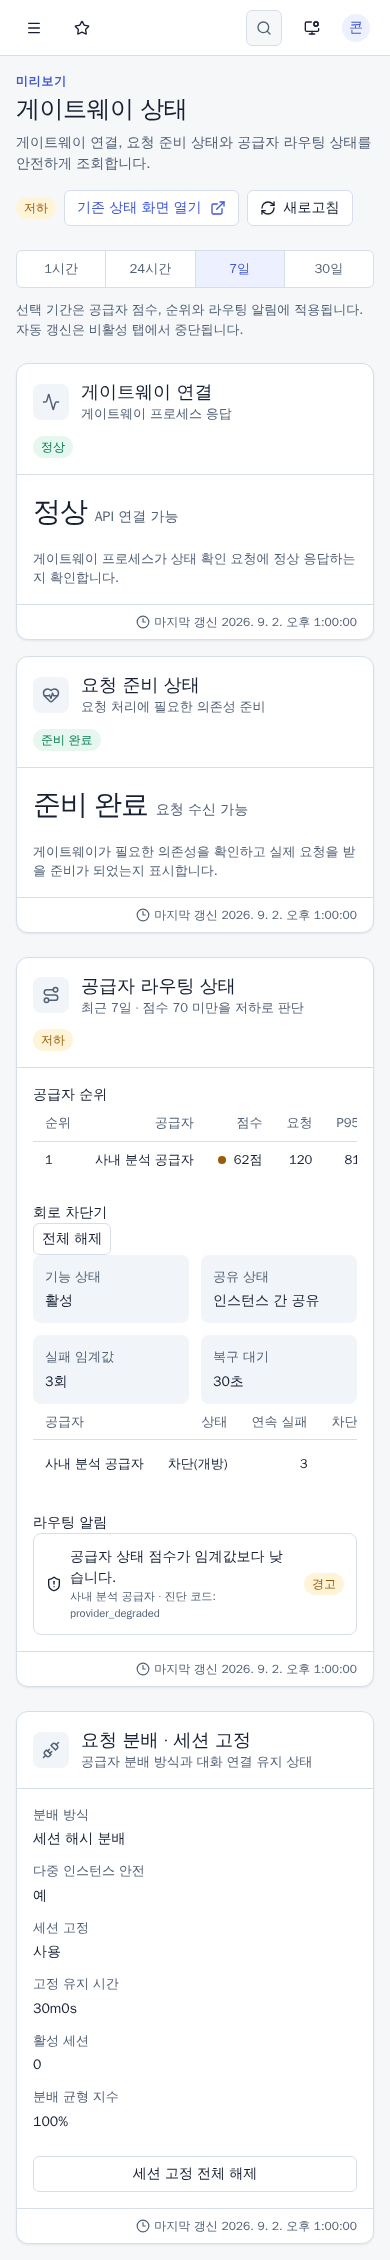 콘
미리보기
게이트웨이 상태
게이트웨이 연결, 요청 준비 상태와 공급자 라우팅 상태를
안전하게 조회합니다.
저하
기존 상태 화면 열기
새로고침
1시간 24시간 7일 30일
선택 기간은 공급자 점수, 순위와 라우팅 알림에 적용됩니다.
자동 갱신은 비활성 탭에서 중단됩니다.
게이트웨이 연결
게이트웨이 프로세스 응답
정상
정상 API 연결 가능
게이트웨이 프로세스가 상태 확인 요청에 정상 응답하는
지 확인합니다.
마지막 갱신 2026. 9. 2. 오후 1:00:00
요청 준비 상태
요청 처리에 필요한 의존성 준비
준비 완료
준비 완료 요청 수신 가능
게이트웨이가 필요한 의존성을 확인하고 실제 요청을 받
을 준비가 되었는지 표시합니다.
마지막 갱신 2026. 9. 2. 오후 1:00:00
공급자 라우팅 상태
최근 7일 · 점수 70 미만을 저하로 판단
저하
공급자 순위
순위 공급자 점수 요청 P95
1 사내 분석 공급자 62점 120 81
회로 차단기
전체 해제
기능 상태
활성
공유 상태
인스턴스 간 공유
실패 임계값
3회
복구 대기
30초
공급자 상태 연속 실패 차단
사내 분석 공급자 차단(개방) 3
라우팅 알림
공급자 상태 점수가 임계값보다 낮
습니다.
사내 분석 공급자 · 진단 코드:
provider_degraded
경고
마지막 갱신 2026. 9. 2. 오후 1:00:00
요청 분배 · 세션 고정
공급자 분배 방식과 대화 연결 유지 상태
분배 방식
세션 해시 분배
다중 인스턴스 안전
예
세션 고정
사용
고정 유지 시간
30m0s
활성 세션
0
분배 균형 지수
100%
세션 고정 전체 해제
마지막 갱신 2026. 9. 2. 오후 1:00:00